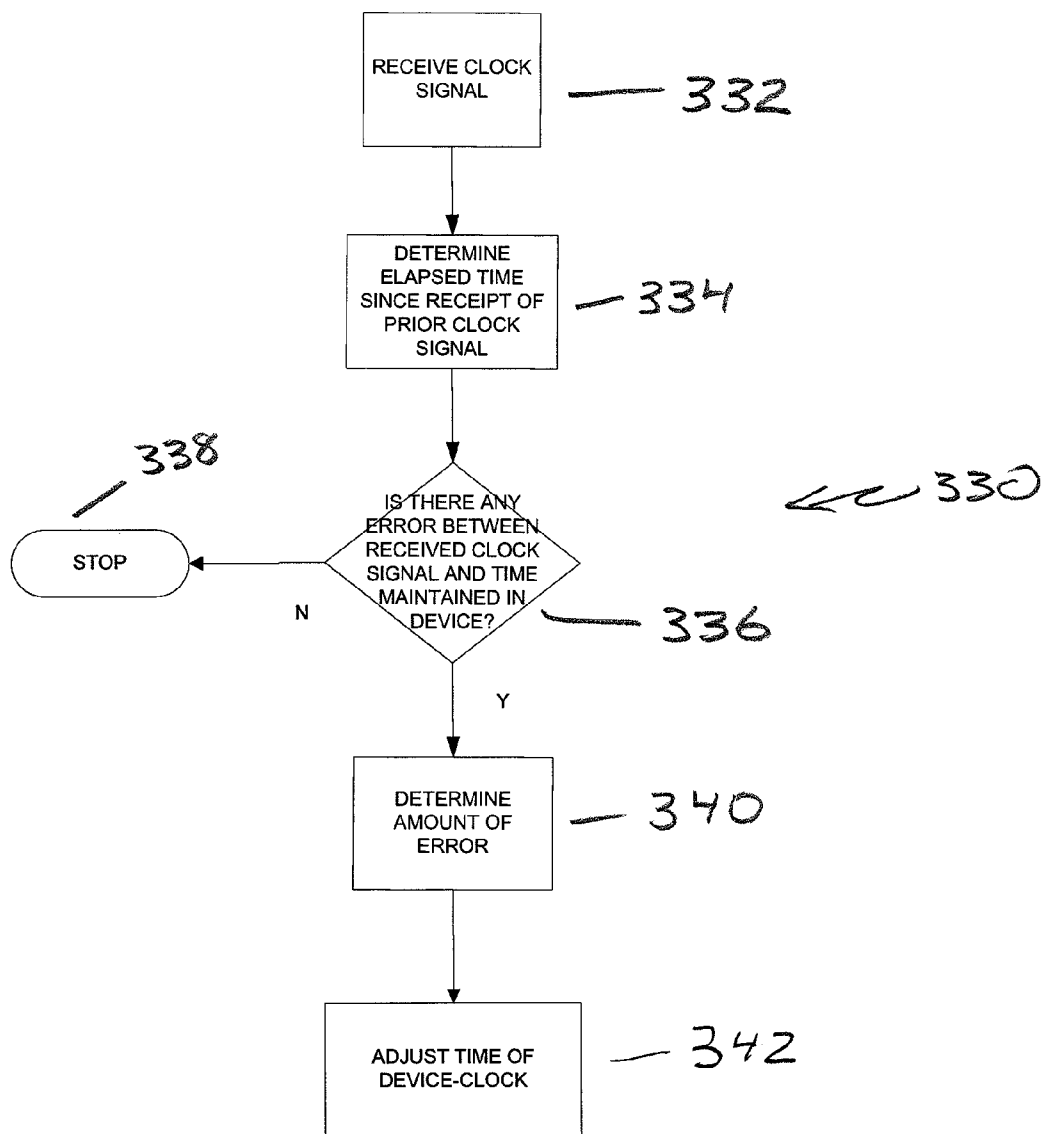 RECEIVE CLOCK
SIGNAL
332
DETERMINE
ELAPSED TIME
SINCE RECEIPT OF
PRIOR CLOCK
SIGNAL
334
338
STOP
IS THERE ANY
ERROR BETWEEN
RECEIVED CLOCK
SIGNAL AND TIME
MAINTAINED IN
DEVICE?
330
N
336
Y
DETERMINE
AMOUNT OF
ERROR
340
ADJUST TIME OF
DEVICE-CLOCK
342